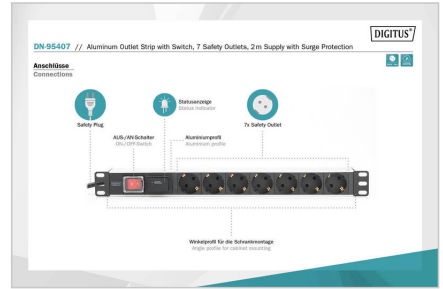 DIGITUS®
DN-95407 // Aluminum Outlet Strip with Switch, 7 Safety Outlets, 2 m Supply with Surge Protection
Anschlüsse
Connections
Safety Plug
Statusanzeige
Status indicator
7x Safety Outlet
AUS-/AN-Schalter
ON-/OFF-Switch
Aluminiumprofil
Aluminium profile
Winkelprofil für die Schrankmontage
Angle profile for cabinet mounting